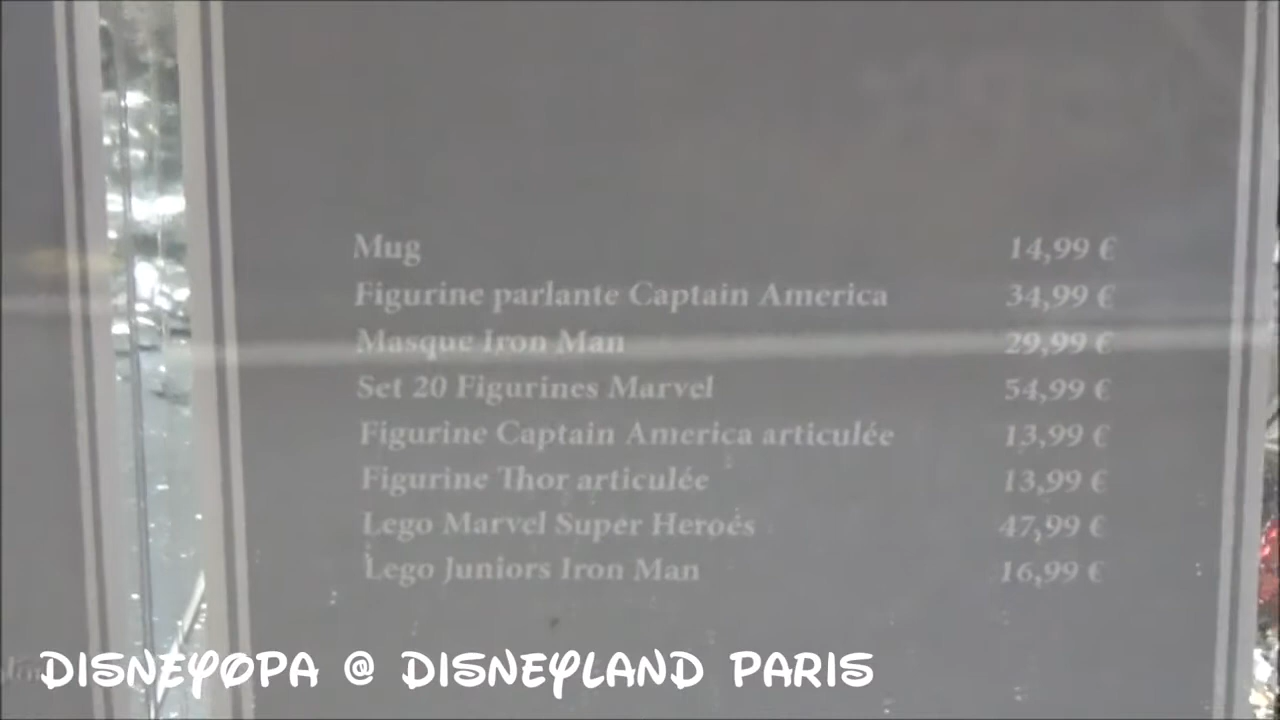 Mug 14,99 €
Figurine parlante Captain America 34,99 €
Masque Iron Man 29,99 €
Set 20 Figurines Marvel 54,99 €
Figurine Captain America articulée 13,99 €
Figurine Thor articulée 13,99 €
Lego Marvel Super Heroes 47,99 €
Lego Juniors Iron Man 16,99 €
DISNEYOPA @ DISNEYLAND PARIS